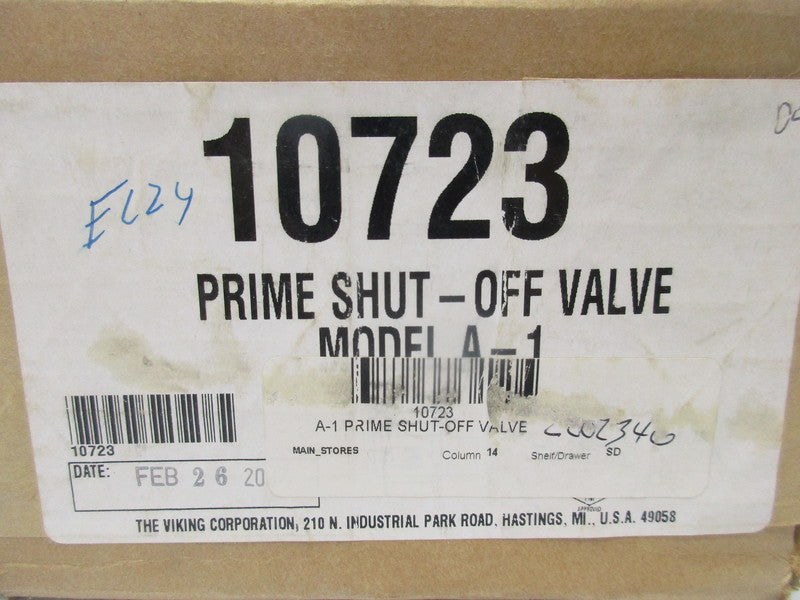 10723
EL24
PRIME SHUT-OFF VALVE
MODEL A-1
10723
A-1 PRIME SHUT-OFF VALVE
MAIN_STORES Column 14 Shelf/Drawer SD
10723
DATE: FEB 26 20
THE VIKING CORPORATION, 210 N. INDUSTRIAL PARK ROAD, HASTINGS, MI., U.S.A. 49058